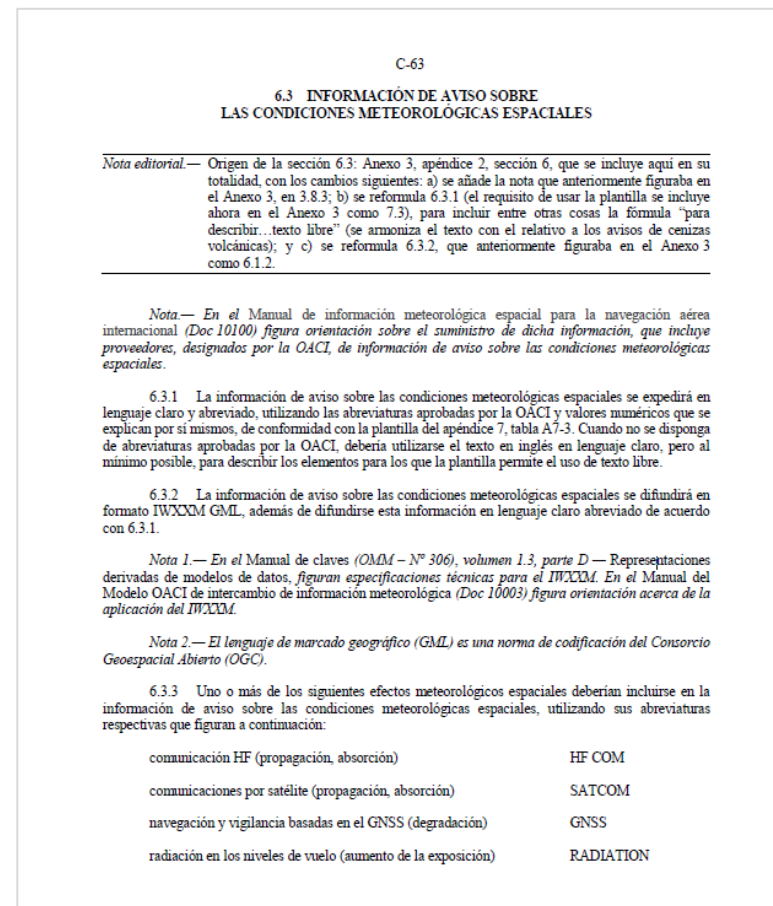 C-63
6.3 INFORMACIÓN DE AVISO SOBRE
LAS CONDICIONES METEOROLÓGICAS ESPACIALES
Nota editorial.— Origen de la sección 6.3: Anexo 3, apéndice 2, sección 6, que se incluye aquí en su
totalidad, con los cambios siguientes: a) se añade la nota que anteriormente figuraba en
el Anexo 3, en 3.8.3; b) se reformula 6.3.1 (el requisito de usar la plantilla se incluye
ahora en el Anexo 3 como 7.3), para incluir entre otras cosas la fórmula “para
describir…texto libre” (se armoniza el texto con el relativo a los avisos de cenizas
volcánicas); y c) se reformula 6.3.2, que anteriormente figuraba en el Anexo 3
como 6.1.2.
Nota.— En el Manual de información meteorológica espacial para la navegación aérea
internacional (Doc 10100) figura orientación sobre el suministro de dicha información, que incluye
proveedores, designados por la OACI, de información de aviso sobre las condiciones meteorológicas
espaciales.
6.3.1 La información de aviso sobre las condiciones meteorológicas espaciales se expedirá en
lenguaje claro y abreviado, utilizando las abreviaturas aprobadas por la OACI y valores numéricos que se
explican por sí mismos, de conformidad con la plantilla del apéndice 7, tabla A7-3. Cuando no se disponga
de abreviaturas aprobadas por la OACI, debería utilizarse el texto en inglés en lenguaje claro, pero al
mínimo posible, para describir los elementos para los que la plantilla permite el uso de texto libre.
6.3.2 La información de aviso sobre las condiciones meteorológicas espaciales se difundirá en
formato IWXXM GML, además de difundirse esta información en lenguaje claro abreviado de acuerdo
con 6.3.1.
Nota 1.— En el Manual de claves (OMM – Nº 306), volumen 1.3, parte D — Representaciones
derivadas de modelos de datos, figuran especificaciones técnicas para el IWXXM. En el Manual del
Modelo OACI de intercambio de información meteorológica (Doc 10003) figura orientación acerca de la
aplicación del IWXXM.
Nota 2.— El lenguaje de marcado geográfico (GML) es una norma de codificación del Consorcio
Geoespacial Abierto (OGC).
6.3.3 Uno o más de los siguientes efectos meteorológicos espaciales deberían incluirse en la
información de aviso sobre las condiciones meteorológicas espaciales, utilizando sus abreviaturas
respectivas que figuran a continuación:
comunicación HF (propagación, absorción) HF COM
comunicaciones por satélite (propagación, absorción) SATCOM
navegación y vigilancia basadas en el GNSS (degradación) GNSS
radiación en los niveles de vuelo (aumento de la exposición) RADIATION